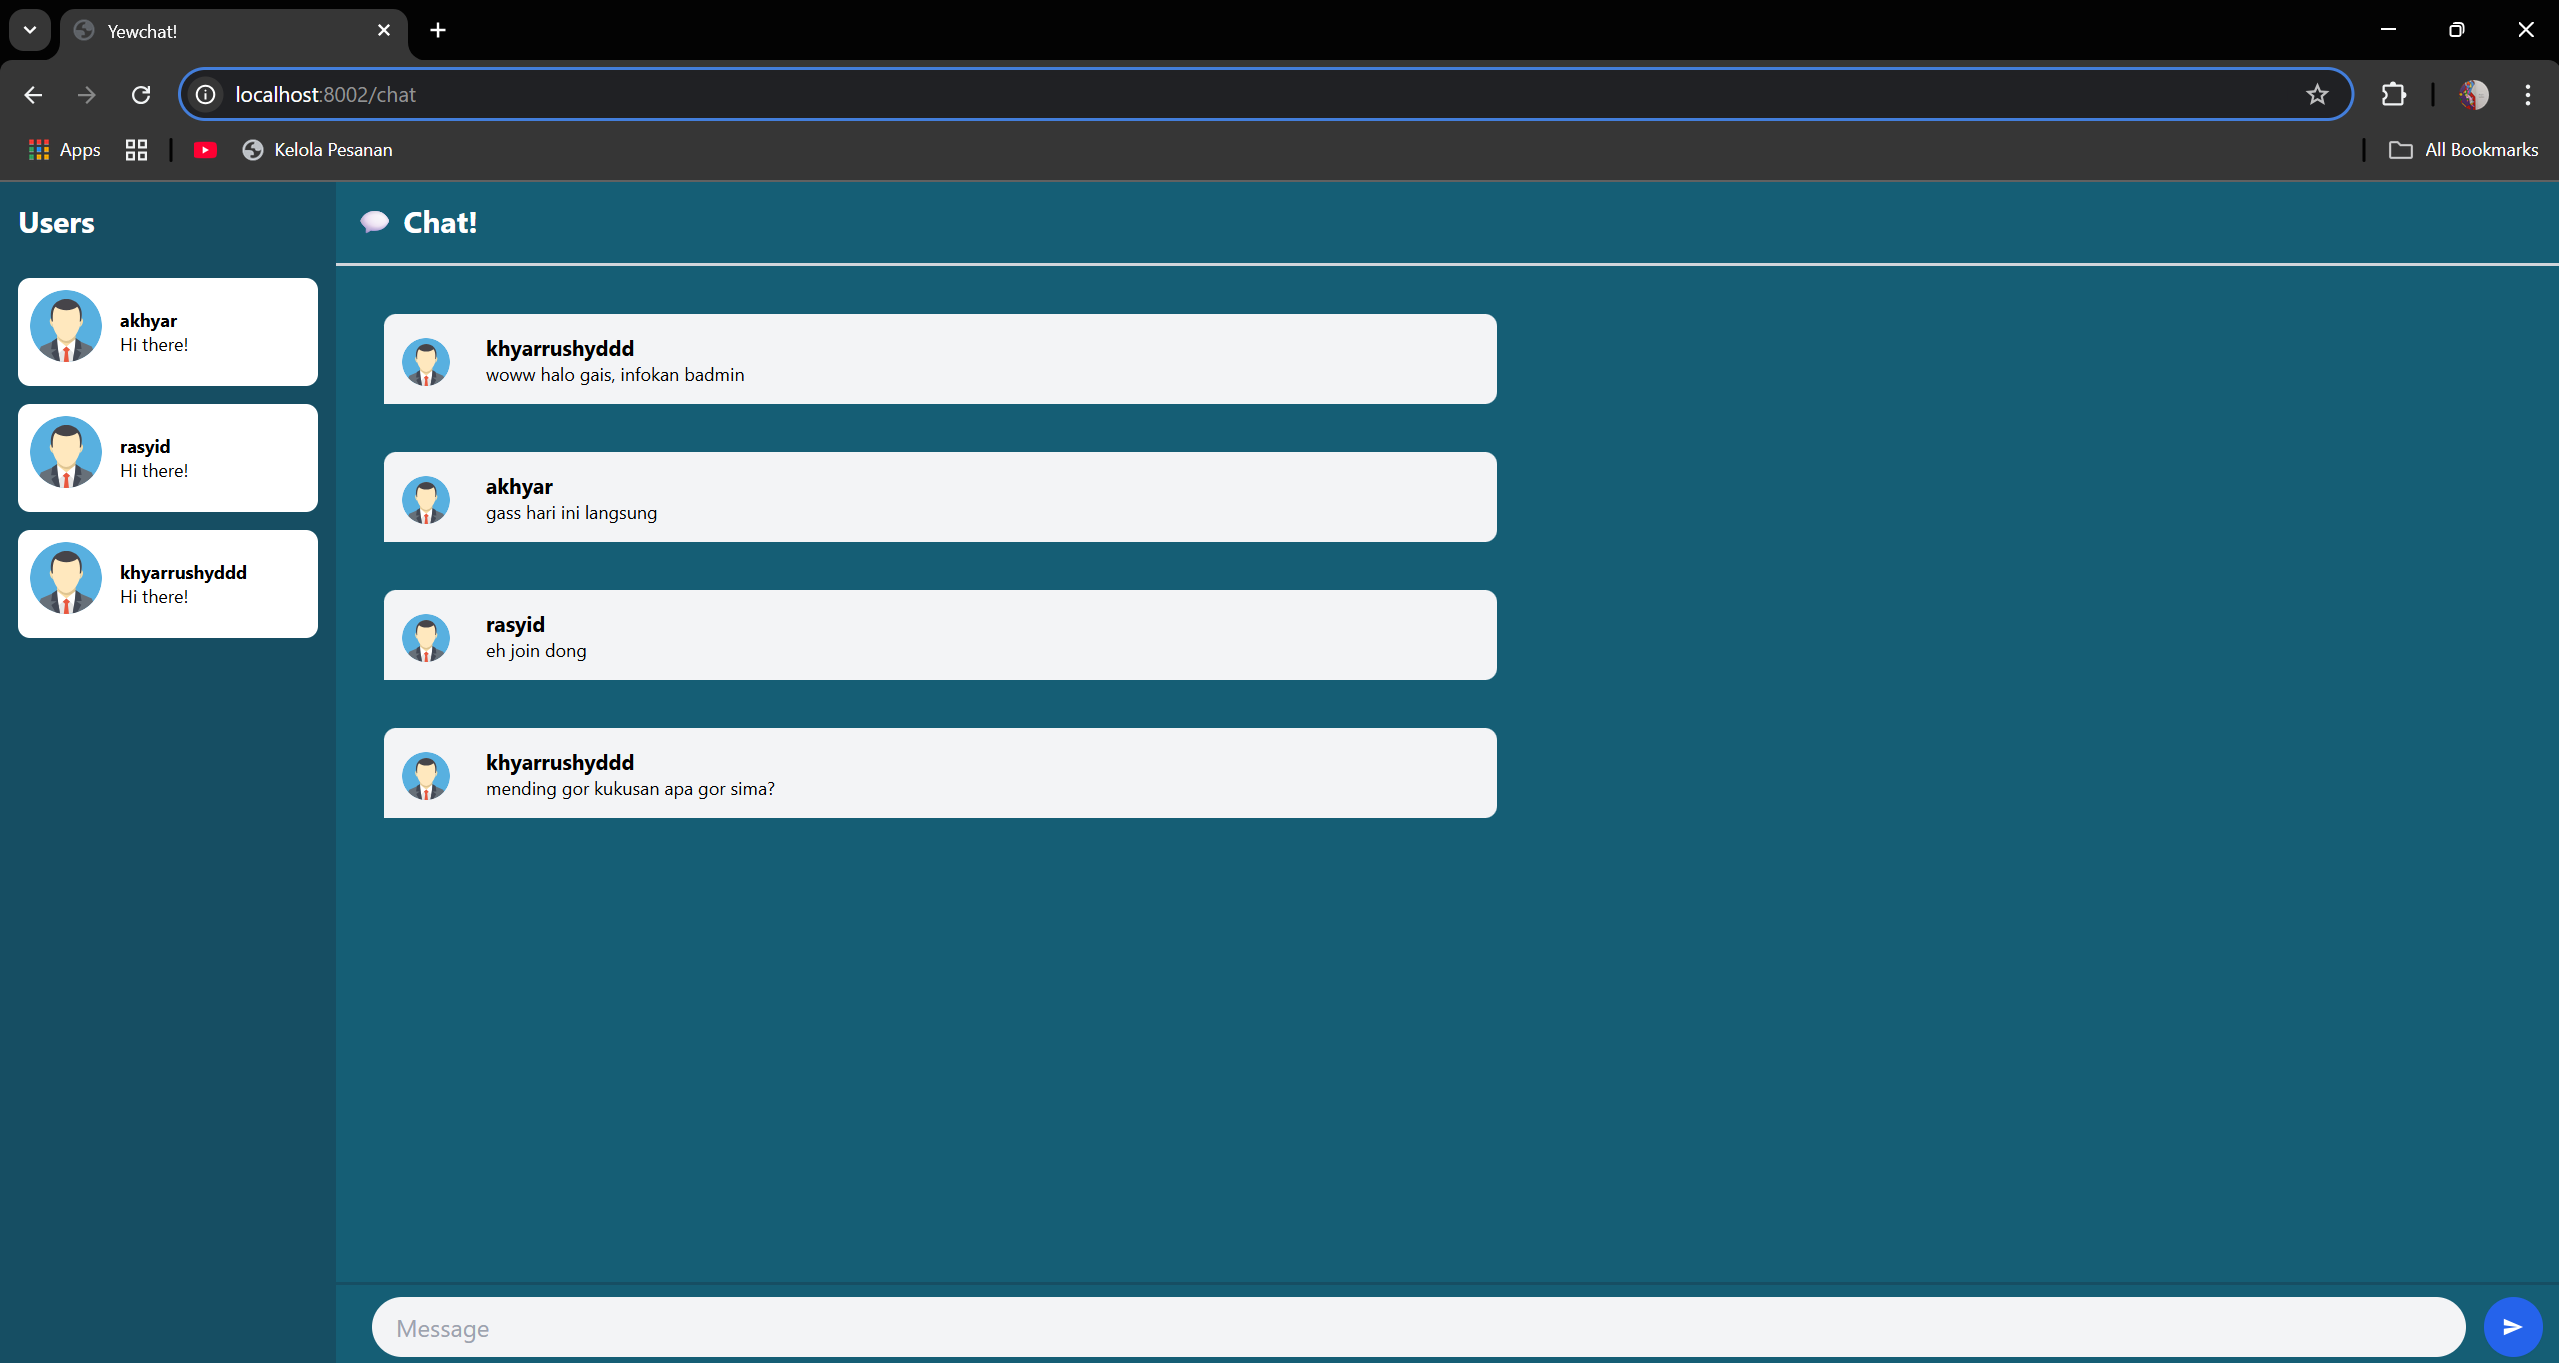 Yewchat!
localhost:8002/chat
Apps
Kelola Pesanan
All Bookmarks
Users
akhyar
Hi there!
rasyid
Hi there!
khyarrushyddd
Hi there!
Chat!
khyarrushyddd
woww halo gais, infokan badmin
akhyar
gass hari ini langsung
rasyid
eh join dong
khyarrushyddd
mending gor kukusan apa gor sima?
Message